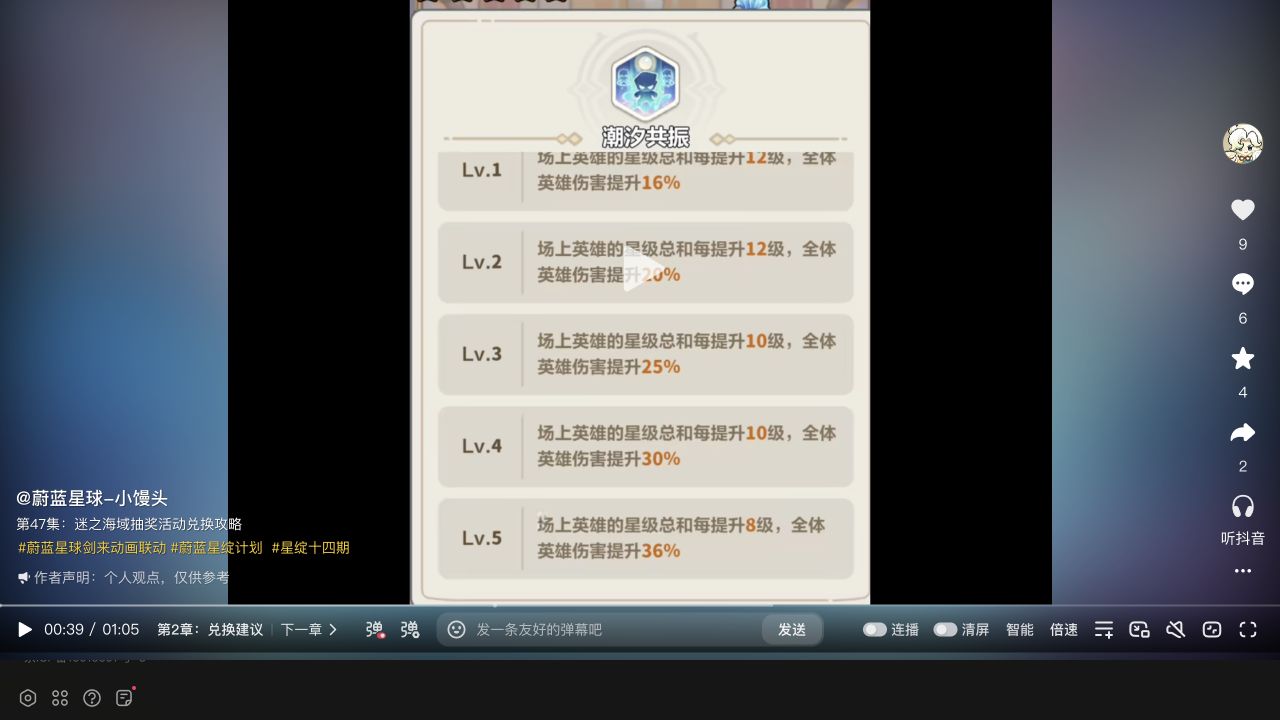 潮汐共振
Lv.1
场上英雄的星级总和每提升12级，全体
英雄伤害提升16%
Lv.2
场上英雄的星级总和每提升12级，全体
英雄伤害提升20%
Lv.3
场上英雄的星级总和每提升10级，全体
英雄伤害提升25%
Lv.4
场上英雄的星级总和每提升10级，全体
英雄伤害提升30%
Lv.5
场上英雄的星级总和每提升8级，全体
英雄伤害提升36%
9
6
4
2
听抖音
@蔚蓝星球-小馒头
第47集：迷之海域抽奖活动兑换攻略
#蔚蓝星球剑来动画联动 #蔚蓝星绽计划 #星绽十四期
作者声明：个人观点，仅供参考
00:39 / 01:05 第2章：兑换建议 下一章 弹 弹 发一条友好的弹幕吧 发送 连播 清屏 智能 倍速